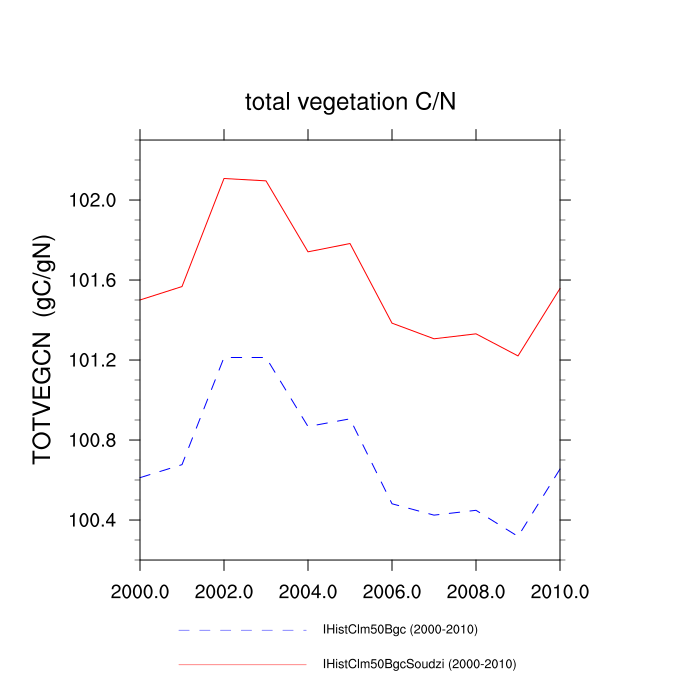 total vegetation C/N
TOTVEGCN (gC/gN)
102.0
101.6
101.2
100.8
100.4
2000.0 2002.0 2004.0 2006.0 2008.0 2010.0
IHistClm50Bgc (2000-2010)
IHistClm50BgcSoudzi (2000-2010)